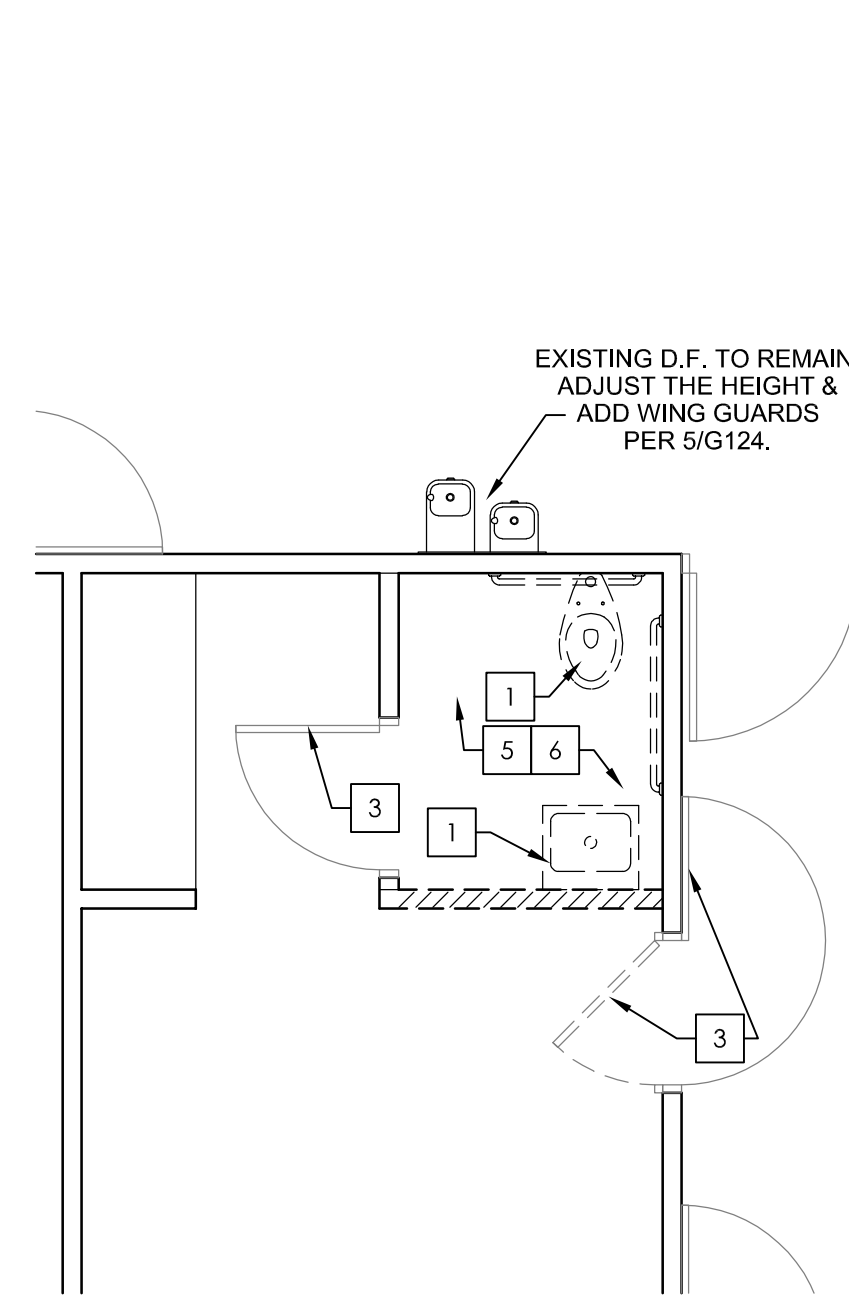 EXISTING D.F. TO REMAIN
ADJUST THE HEIGHT &
ADD WING GUARDS
PER 5/G124.
1
5 6
3
1
3